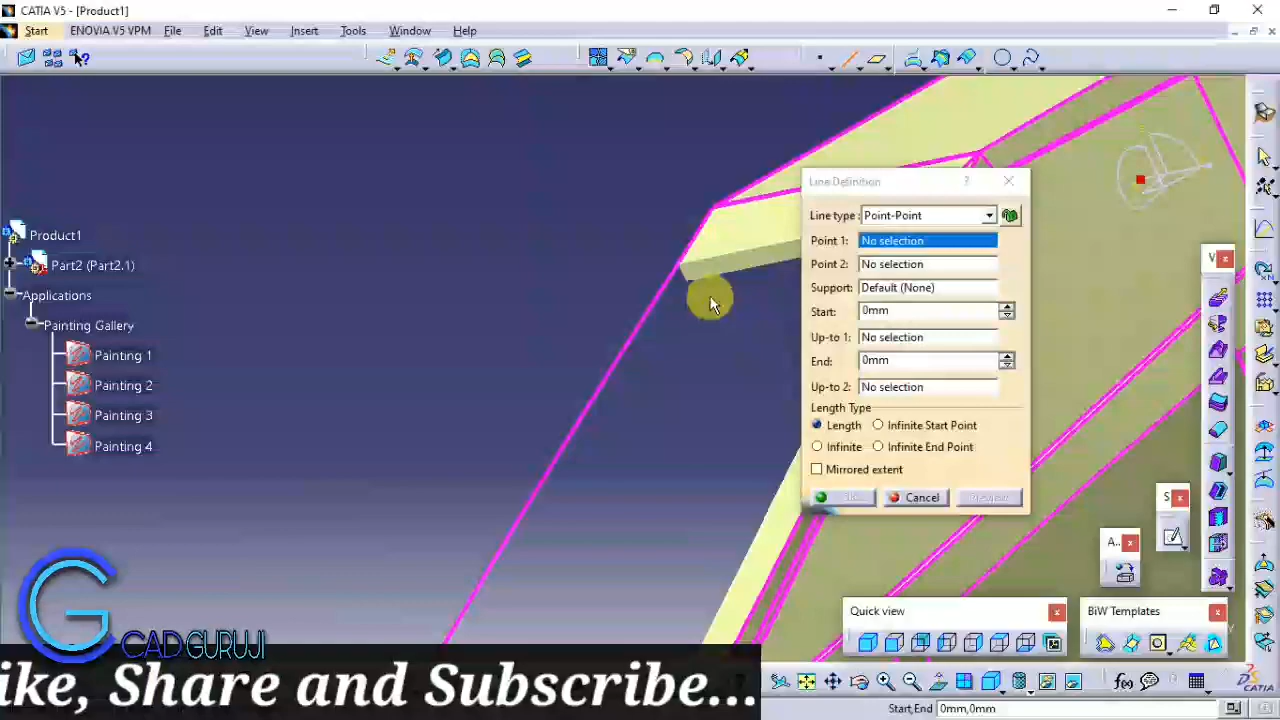 CATIA V5 - [Product1]
Start ENOVIA V5 VPM File Edit View Insert Tools Window Help
Line Definition ?
Line type : Point-Point
Point 1: No selection
Point 2: No selection
Support: Default (None)
Start: 0mm
Up-to 1: No selection
End: 0mm
Up-to 2: No selection
Length Type
Length Infinite Start Point
Infinite Infinite End Point
Mirrored extent
Cancel
Product1
Part2 (Part2.1)
Applications
Painting Gallery
Painting 1
Painting 2
Painting 3
Painting 4
V
S
A..
Quick view
BiW Templates
CAD GURUJI
ike, Share and Subscribe...
f(x)
CATIA
Start,End 0mm,0mm